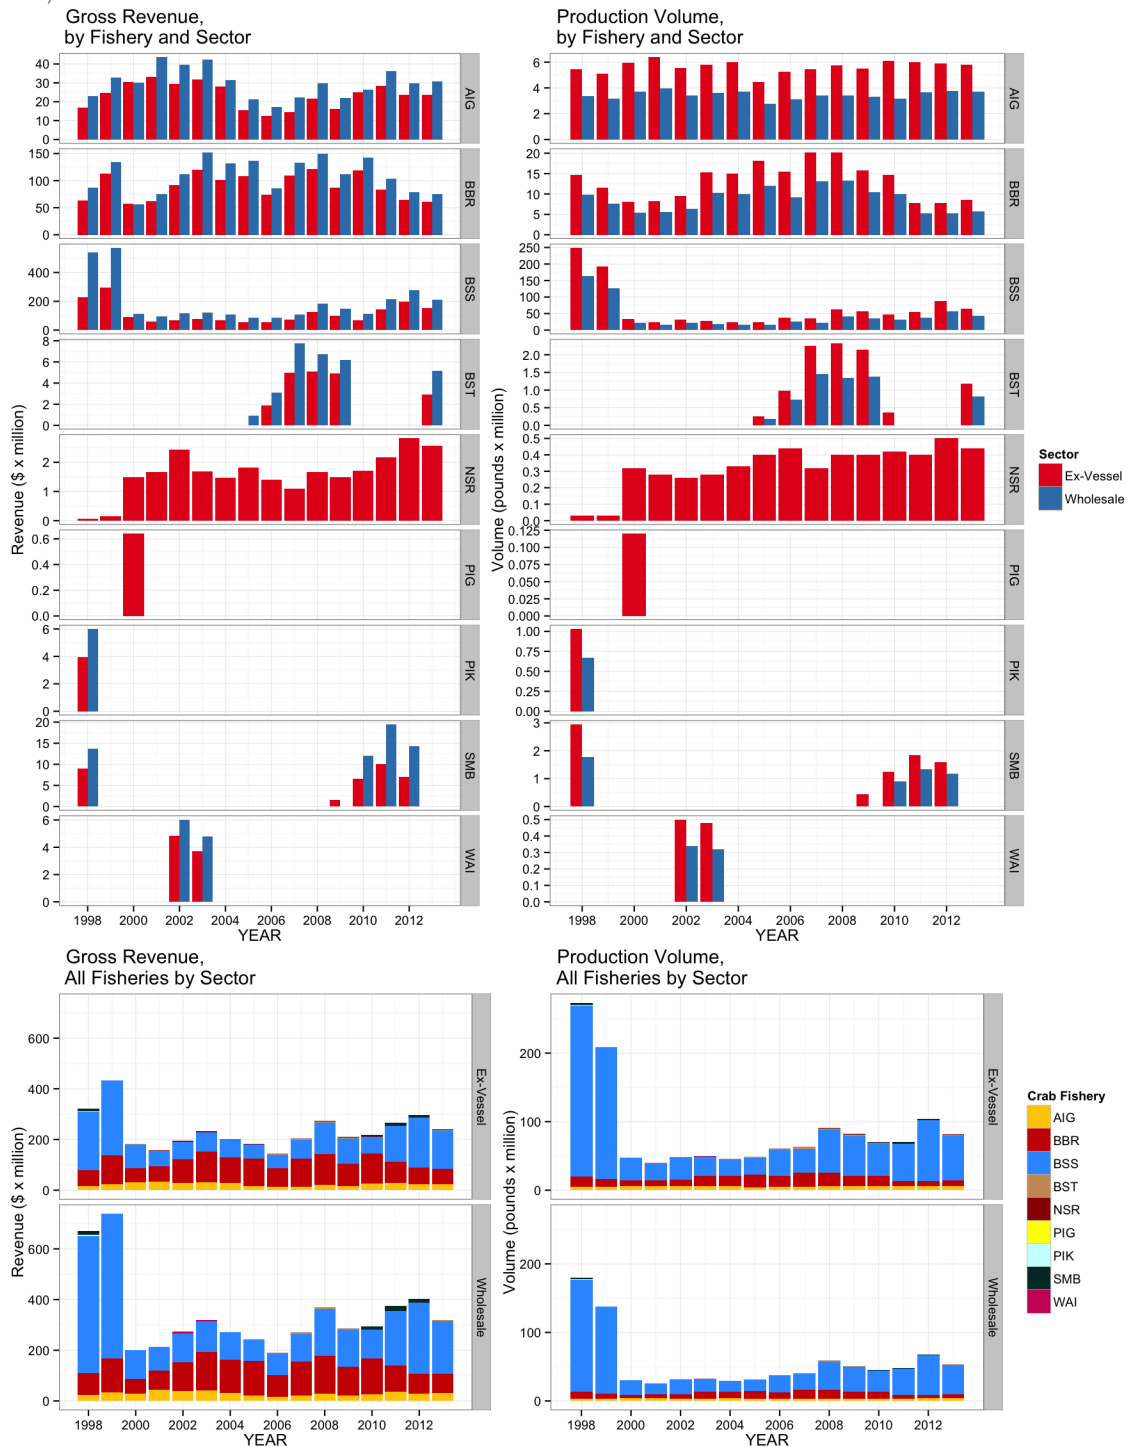 Gross Revenue,
by Fishery and Sector
Production Volume,
by Fishery and Sector
Revenue ($ x million)
40
30
20
10
0
AIG
150
100
50
0
BBR
400
200
0
BSS
8
6
4
2
0
BST
2
1
0
NSR
0.6
0.4
0.2
0.0
PIG
6
4
2
0
PIK
20
15
10
5
0
SMB
6
4
2
0
WAI
1998 2000 2002 2004 2006 2008 2010 2012
YEAR
Volume (pounds x million)
6
4
2
0
AIG
20
15
10
5
0
BBR
250
200
150
100
50
0
BSS
2.0
1.5
1.0
0.5
0.0
BST
0.5
0.4
0.3
0.2
0.1
0.0
NSR
0.125
0.100
0.075
0.050
0.025
0.000
PIG
1.00
0.75
0.50
0.25
0.00
PIK
3
2
1
0
SMB
0.5
0.4
0.3
0.2
0.1
0.0
WAI
1998 2000 2002 2004 2006 2008 2010 2012
YEAR
Sector
Ex-Vessel
Wholesale
Gross Revenue,
All Fisheries by Sector
Production Volume,
All Fisheries by Sector
Revenue ($ x million)
600
400
200
0
Ex-Vessel
600
400
200
0
Wholesale
1998 2000 2002 2004 2006 2008 2010 2012
YEAR
Volume (pounds x million)
200
100
0
Ex-Vessel
200
100
0
Wholesale
1998 2000 2002 2004 2006 2008 2010 2012
YEAR
Crab Fishery
AIG
BBR
BSS
BST
NSR
PIG
PIK
SMB
WAI